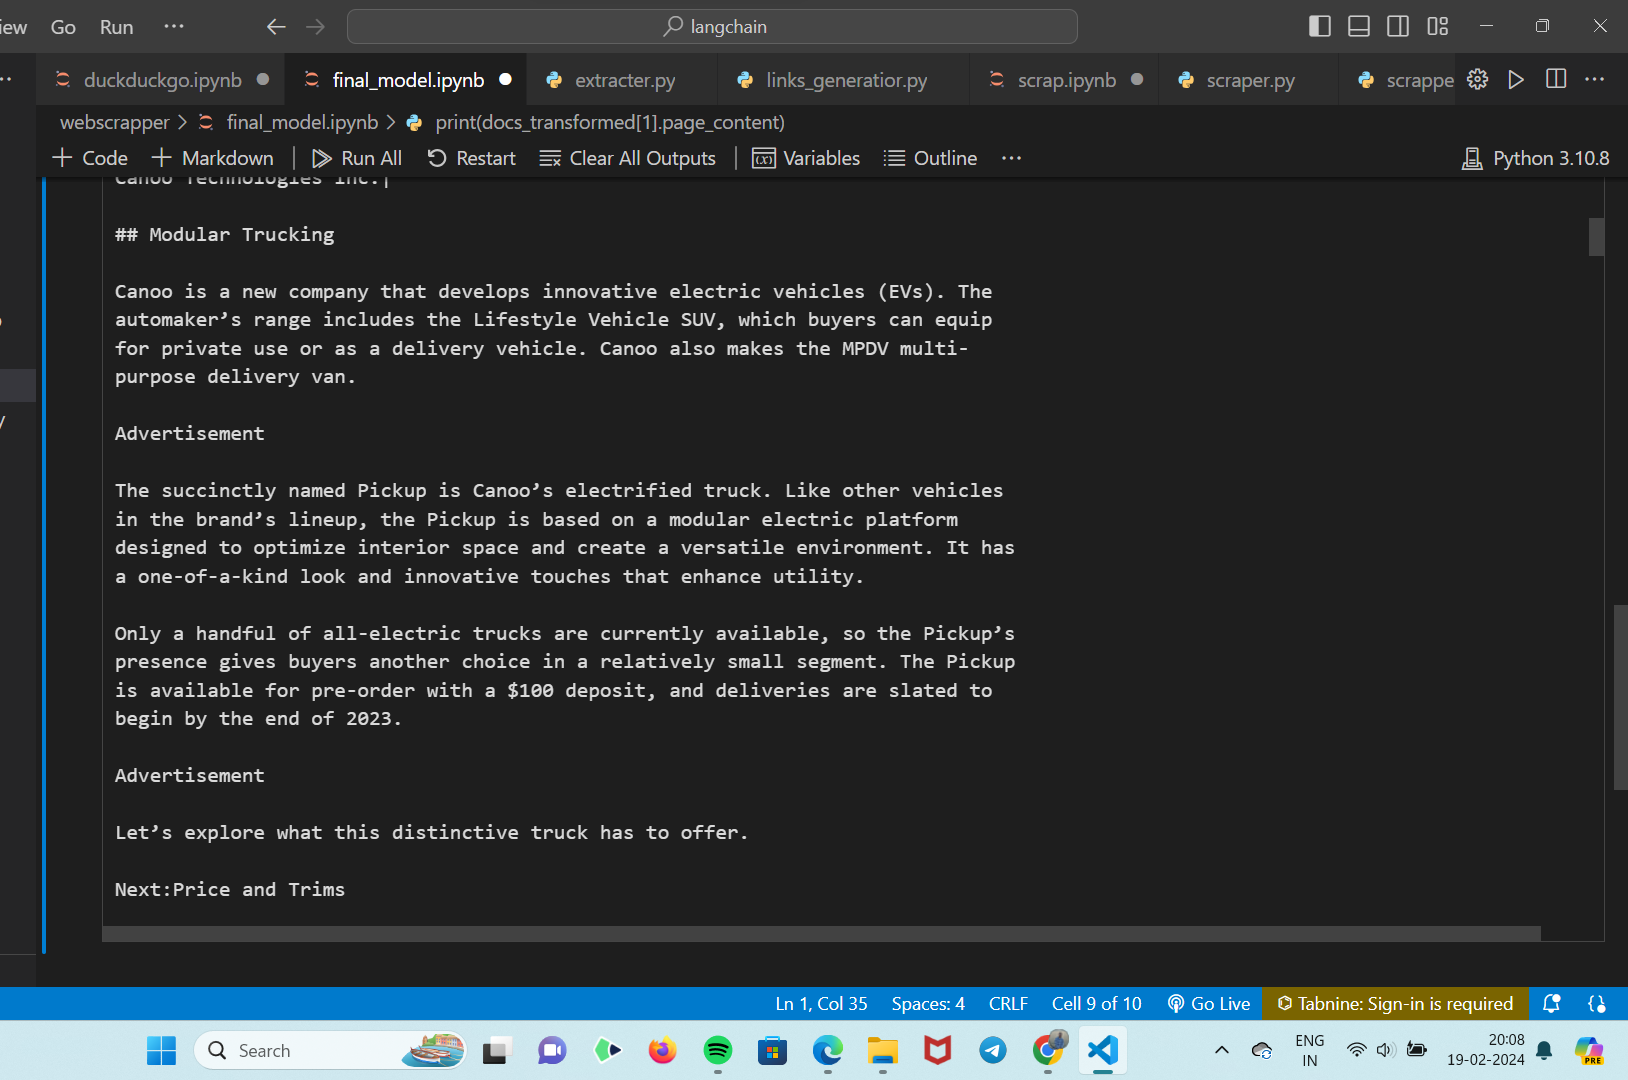 iew Go Run ··· langchain
duckduckgo.ipynb final_model.ipynb extracter.py links_generatior.py scrap.ipynb scraper.py scrappe
webscrapper > final_model.ipynb > print(docs_transformed[1].page_content)
+ Code + Markdown Run All Restart Clear All Outputs Variables Outline ··· Python 3.10.8
Canoo Technologies Inc.|
## Modular Trucking
Canoo is a new company that develops innovative electric vehicles (EVs). The
automaker’s range includes the Lifestyle Vehicle SUV, which buyers can equip
for private use or as a delivery vehicle. Canoo also makes the MPDV multi-
purpose delivery van.
Advertisement
The succinctly named Pickup is Canoo’s electrified truck. Like other vehicles
in the brand’s lineup, the Pickup is based on a modular electric platform
designed to optimize interior space and create a versatile environment. It has
a one-of-a-kind look and innovative touches that enhance utility.
Only a handful of all-electric trucks are currently available, so the Pickup’s
presence gives buyers another choice in a relatively small segment. The Pickup
is available for pre-order with a $100 deposit, and deliveries are slated to
begin by the end of 2023.
Advertisement
Let’s explore what this distinctive truck has to offer.
Next:Price and Trims
Ln 1, Col 35 Spaces: 4 CRLF Cell 9 of 10 Go Live Tabnine: Sign-in is required
Search ENG 20:08
IN 19-02-2024 PRE